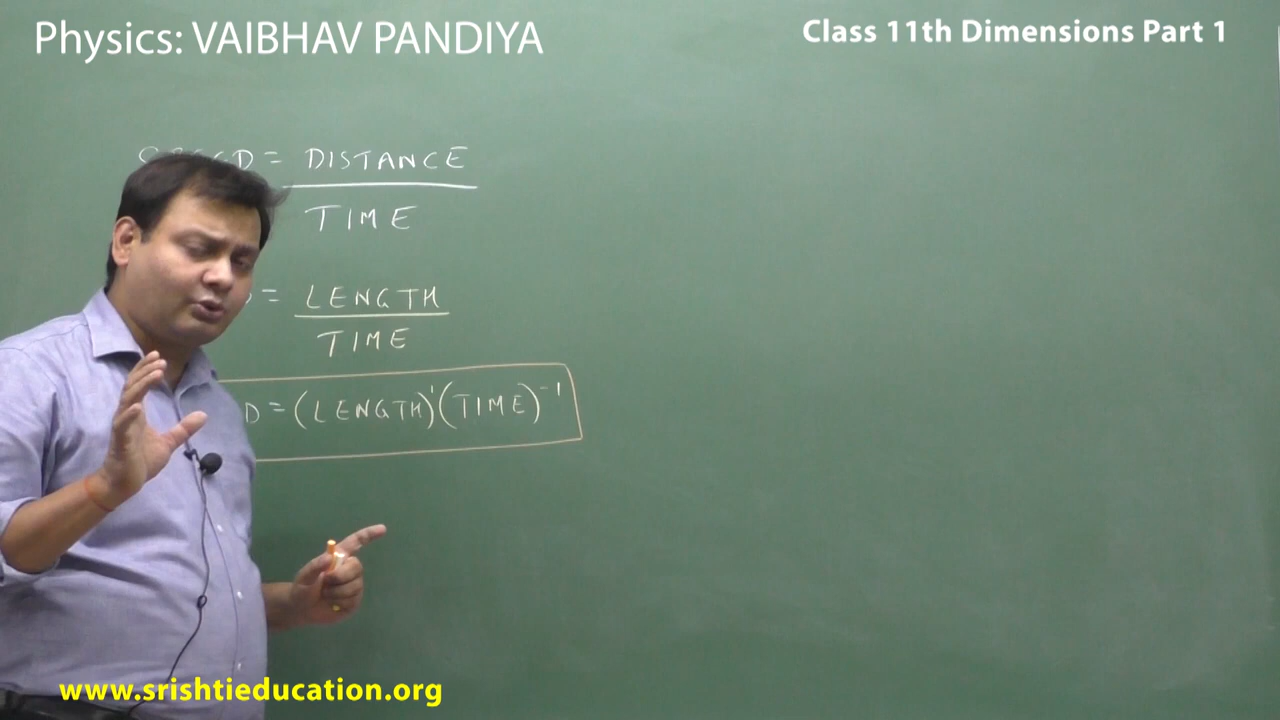 Physics: VAIBHAV PANDIYA
Class 11th Dimensions Part 1
= DISTANCE
TIME
= LENGTH
TIME
D = (LENGTH)¹(TIME)⁻¹
www.srishtieducation.org